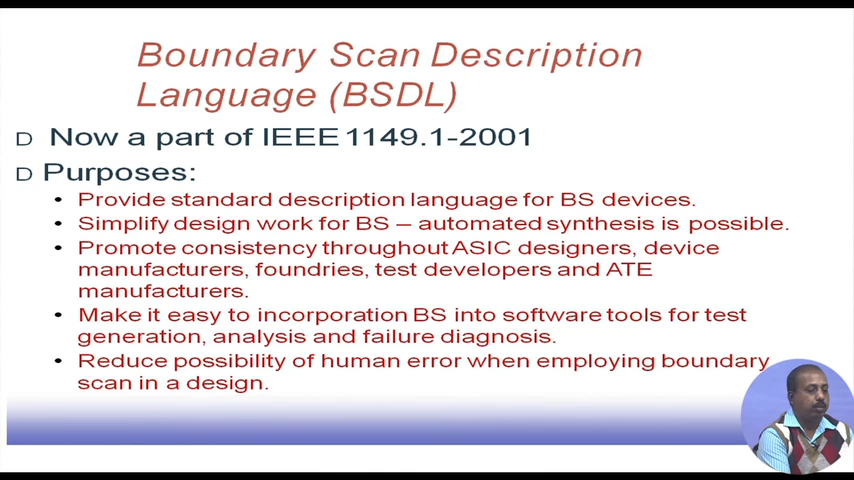 Boundary Scan Description
Language (BSDL)
D Now a part of IEEE 1149.1-2001
D Purposes:
• Provide standard description language for BS devices.
• Simplify design work for BS – automated synthesis is possible.
• Promote consistency throughout ASIC designers, device
manufacturers, foundries, test developers and ATE
manufacturers.
• Make it easy to incorporation BS into software tools for test
generation, analysis and failure diagnosis.
• Reduce possibility of human error when employing boundary
scan in a design.